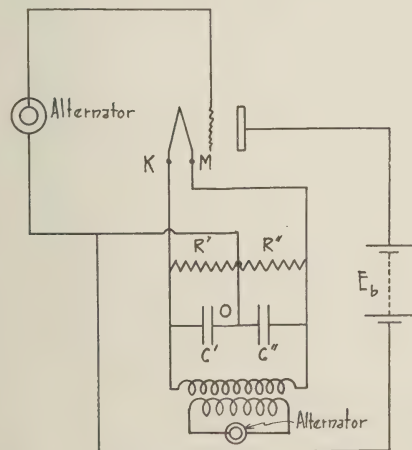 Alternator
K M
R' R"
E_b
O
C' C"
Alternator